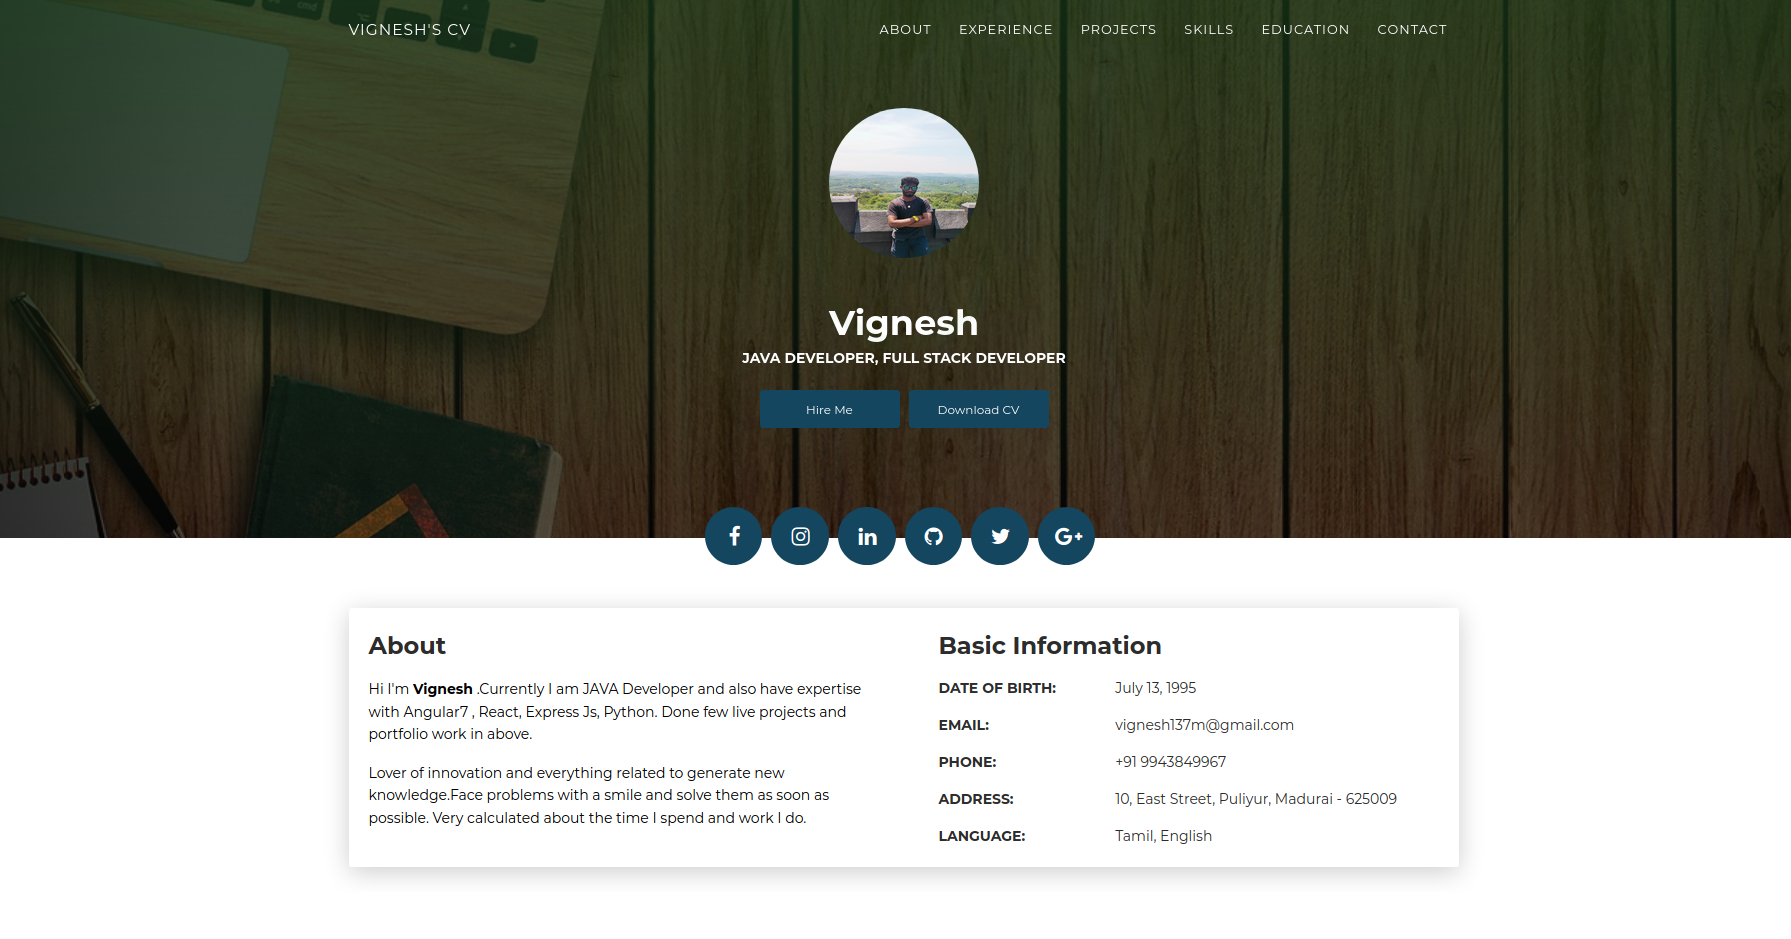 VIGNESH'S CV
ABOUT EXPERIENCE PROJECTS SKILLS EDUCATION CONTACT
Vignesh
JAVA DEVELOPER, FULL STACK DEVELOPER
Hire Me Download CV
About
Hi I'm Vignesh .Currently I am JAVA Developer and also have expertise
with Angular7 , React, Express Js, Python. Done few live projects and
portfolio work in above.
Lover of innovation and everything related to generate new
knowledge.Face problems with a smile and solve them as soon as
possible. Very calculated about the time I spend and work I do.
Basic Information
DATE OF BIRTH: July 13, 1995
EMAIL: vignesh137m@gmail.com
PHONE: +91 9943849967
ADDRESS: 10, East Street, Puliyur, Madurai - 625009
LANGUAGE: Tamil, English